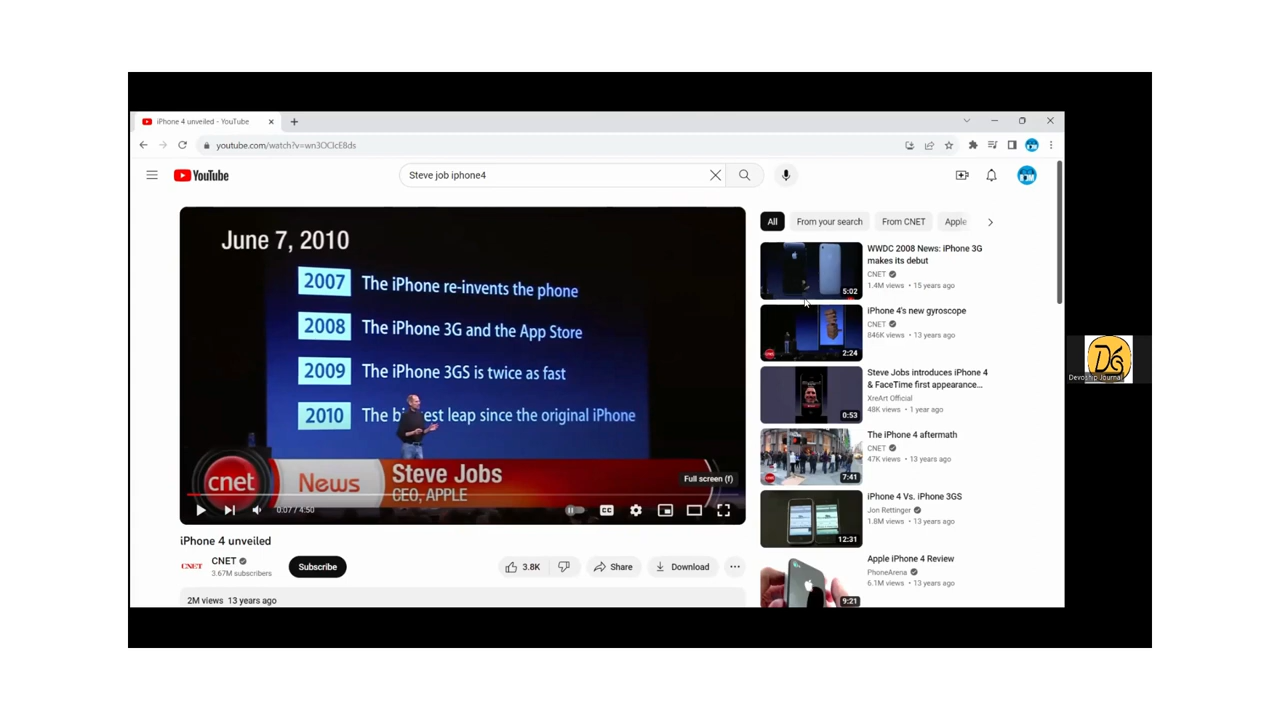 iPhone 4 unveiled - YouTube
youtube.com/watch?v=wn3OClcE8ds
YouTube
Steve job iphone4
June 7, 2010
2007 The iPhone re-invents the phone
2008 The iPhone 3G and the App Store
2009 The iPhone 3GS is twice as fast
2010 The biggest leap since the original iPhone
cnet News
Steve Jobs
CEO, APPLE
Full screen (f)
0:07 / 4:50
CC
iPhone 4 unveiled
CNET
CNET
3.67M subscribers
Subscribe
3.8K
Share
Download
2M views 13 years ago
All
From your search
From CNET
Apple
WWDC 2008 News: iPhone 3G
makes its debut
CNET
1.4M views • 15 years ago
5:02
iPhone 4's new gyroscope
CNET
846K views • 13 years ago
2:24
Steve Jobs introduces iPhone 4
& FaceTime first appearance...
XreArt Official
48K views • 1 year ago
0:53
The iPhone 4 aftermath
CNET
47K views • 13 years ago
7:41
iPhone 4 Vs. iPhone 3GS
Jon Rettinger
1.8M views • 13 years ago
12:31
Apple iPhone 4 Review
PhoneArena
6.1M views • 13 years ago
9:21
Devoship Journal